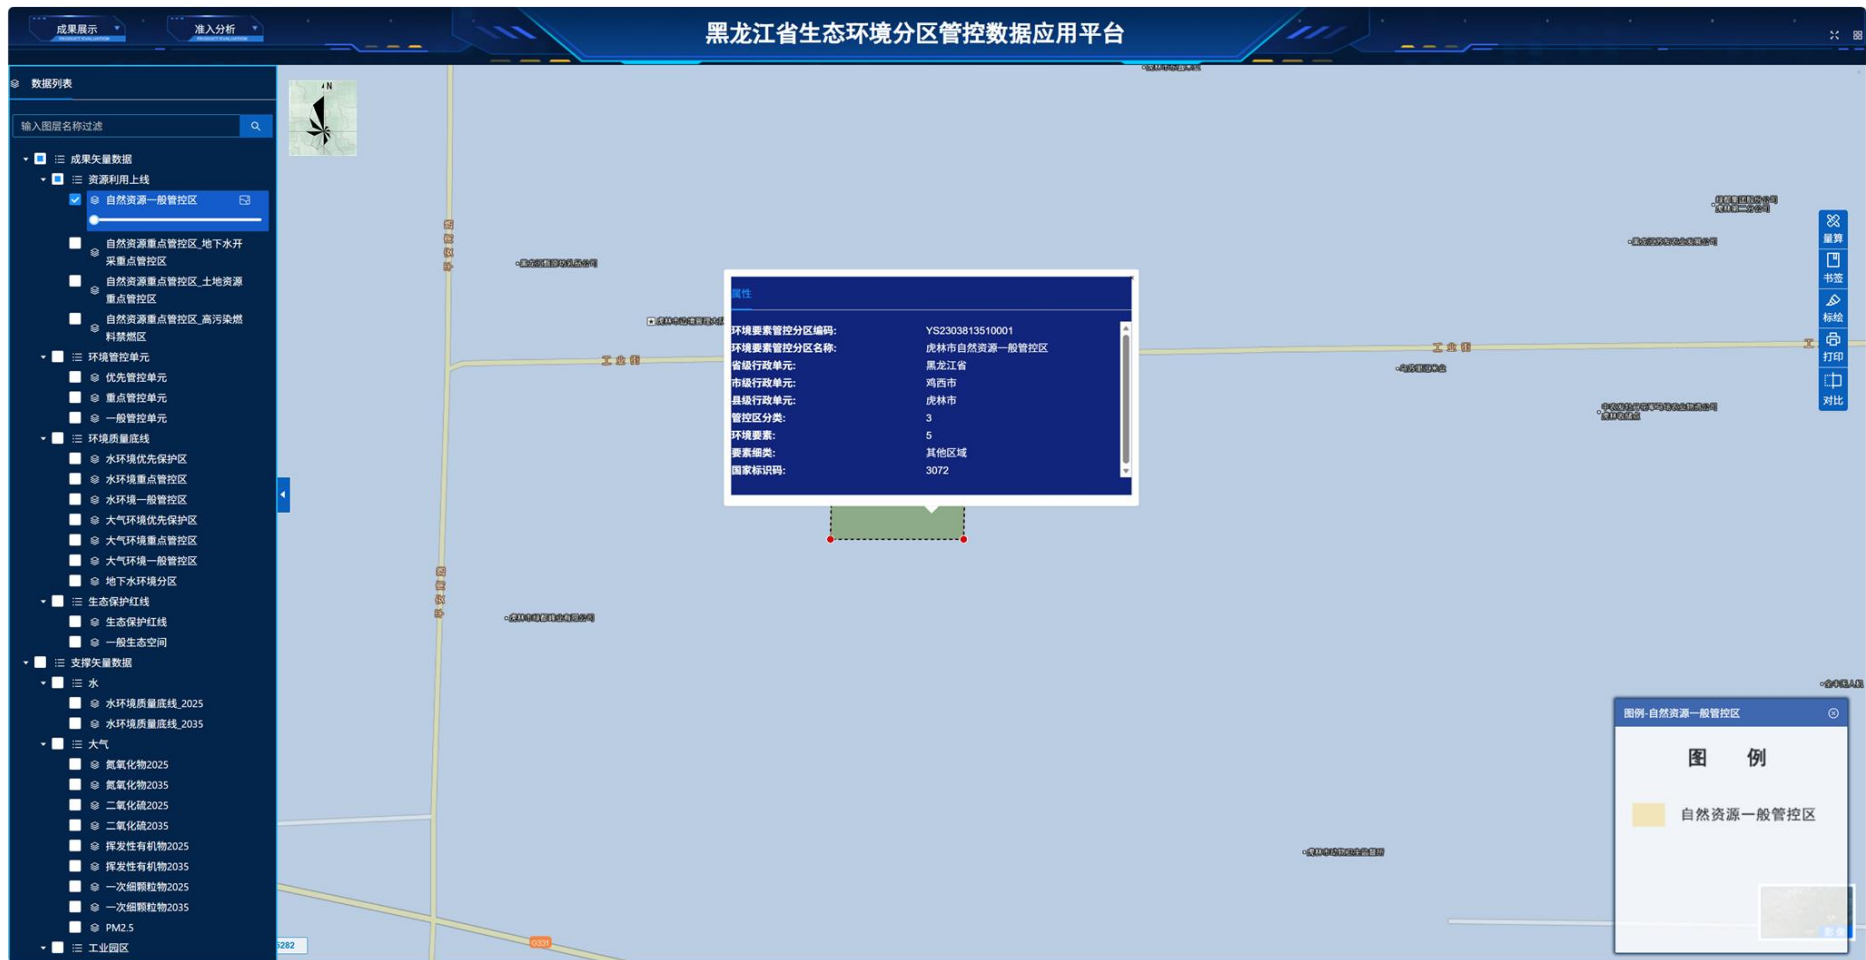 成果展示
准入分析
黑龙江省生态环境分区管控数据应用平台
数据列表
输入图层名称过滤
成果矢量数据
资源利用上线
自然资源一般管控区
自然资源重点管控区_地下水开
采重点管控区
自然资源重点管控区_土地资源
重点管控区
自然资源重点管控区_高污染燃
料禁燃区
环境管控单元
优先管控单元
重点管控单元
一般管控单元
环境质量底线
水环境优先保护区
水环境重点管控区
水环境一般管控区
大气环境优先保护区
大气环境重点管控区
大气环境一般管控区
地下水环境分区
生态保护红线
生态保护红线
一般生态空间
支撑矢量数据
水
水环境质量底线_2025
水环境质量底线_2035
大气
氮氧化物2025
氮氧化物2035
二氧化硫2025
二氧化硫2035
挥发性有机物2025
挥发性有机物2035
一次细颗粒物2025
一次细颗粒物2035
PM2.5
工业园区
N
工业街
工业街
工
G331
5282
属性
环境要素管控分区编码: YS2303813510001
环境要素管控分区名称: 虎林市自然资源一般管控区
省级行政单元: 黑龙江省
市级行政单元: 鸡西市
县级行政单元: 虎林市
管控区分类: 3
环境要素: 5
要素细类: 其他区域
国家标识码: 3072
量算
书签
标绘
打印
对比
图例-自然资源一般管控区
图 例
自然资源一般管控区
影像